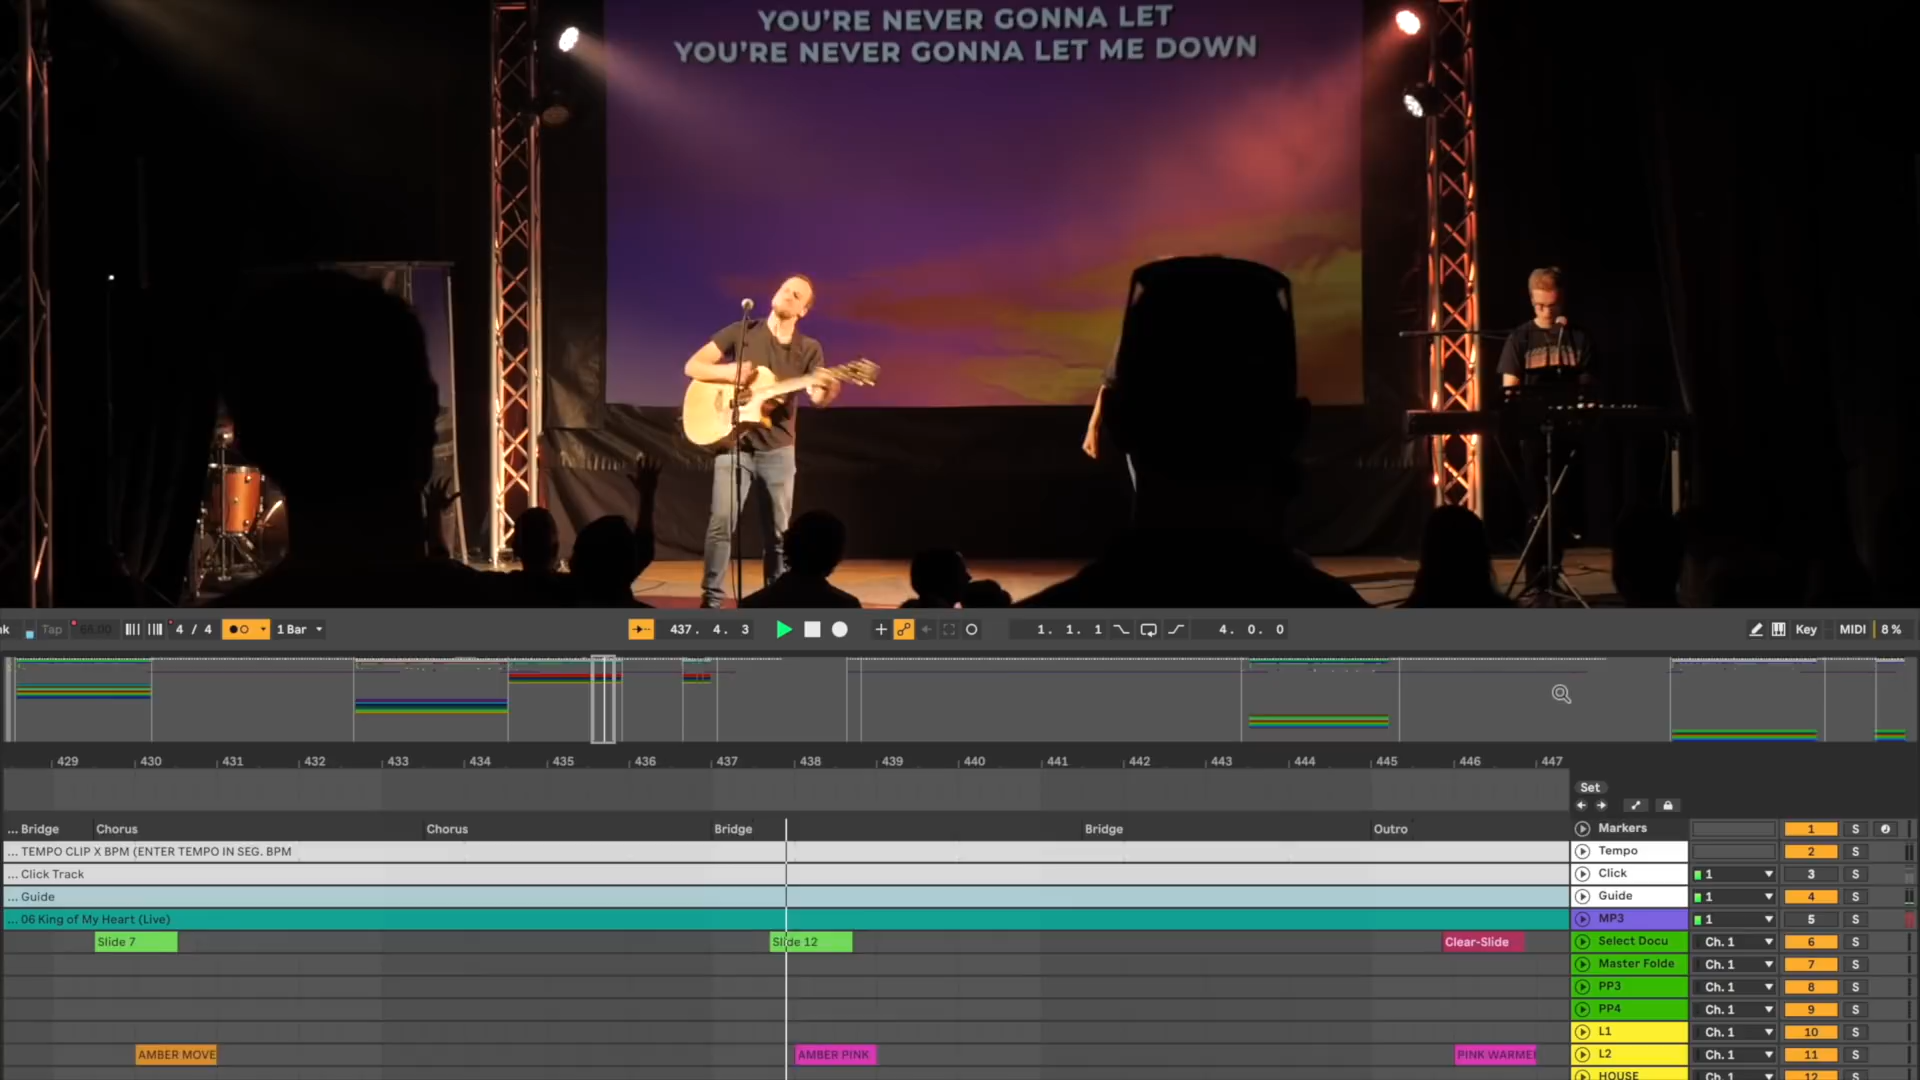 YOU'RE NEVER GONNA LET
YOU'RE NEVER GONNA LET ME DOWN
nk Tap 66.00 4 / 4 1 Bar 437. 4. 3 1. 1. 1 4. 0. 0 Key MIDI 8 %
429 430 431 432 433 434 435 436 437 438 439 440 441 442 443 444 445 446 447
Set
... Bridge Chorus Chorus Bridge Bridge Outro Markers 1 S
... TEMPO CLIP X BPM (ENTER TEMPO IN SEG. BPM Tempo 2 S
... Click Track Click 1 3 S
... Guide Guide 1 4 S
... 06 King of My Heart (Live) MP3 1 5 S
Slide 7 Slide 12 Clear-Slide Select Docu Ch. 1 6 S
Master Folde Ch. 1 7 S
PP3 Ch. 1 8 S
PP4 Ch. 1 9 S
L1 Ch. 1 10 S
AMBER MOVE AMBER PINK PINK WARME L2 Ch. 1 11 S
HOUSE Ch. 1 12 S